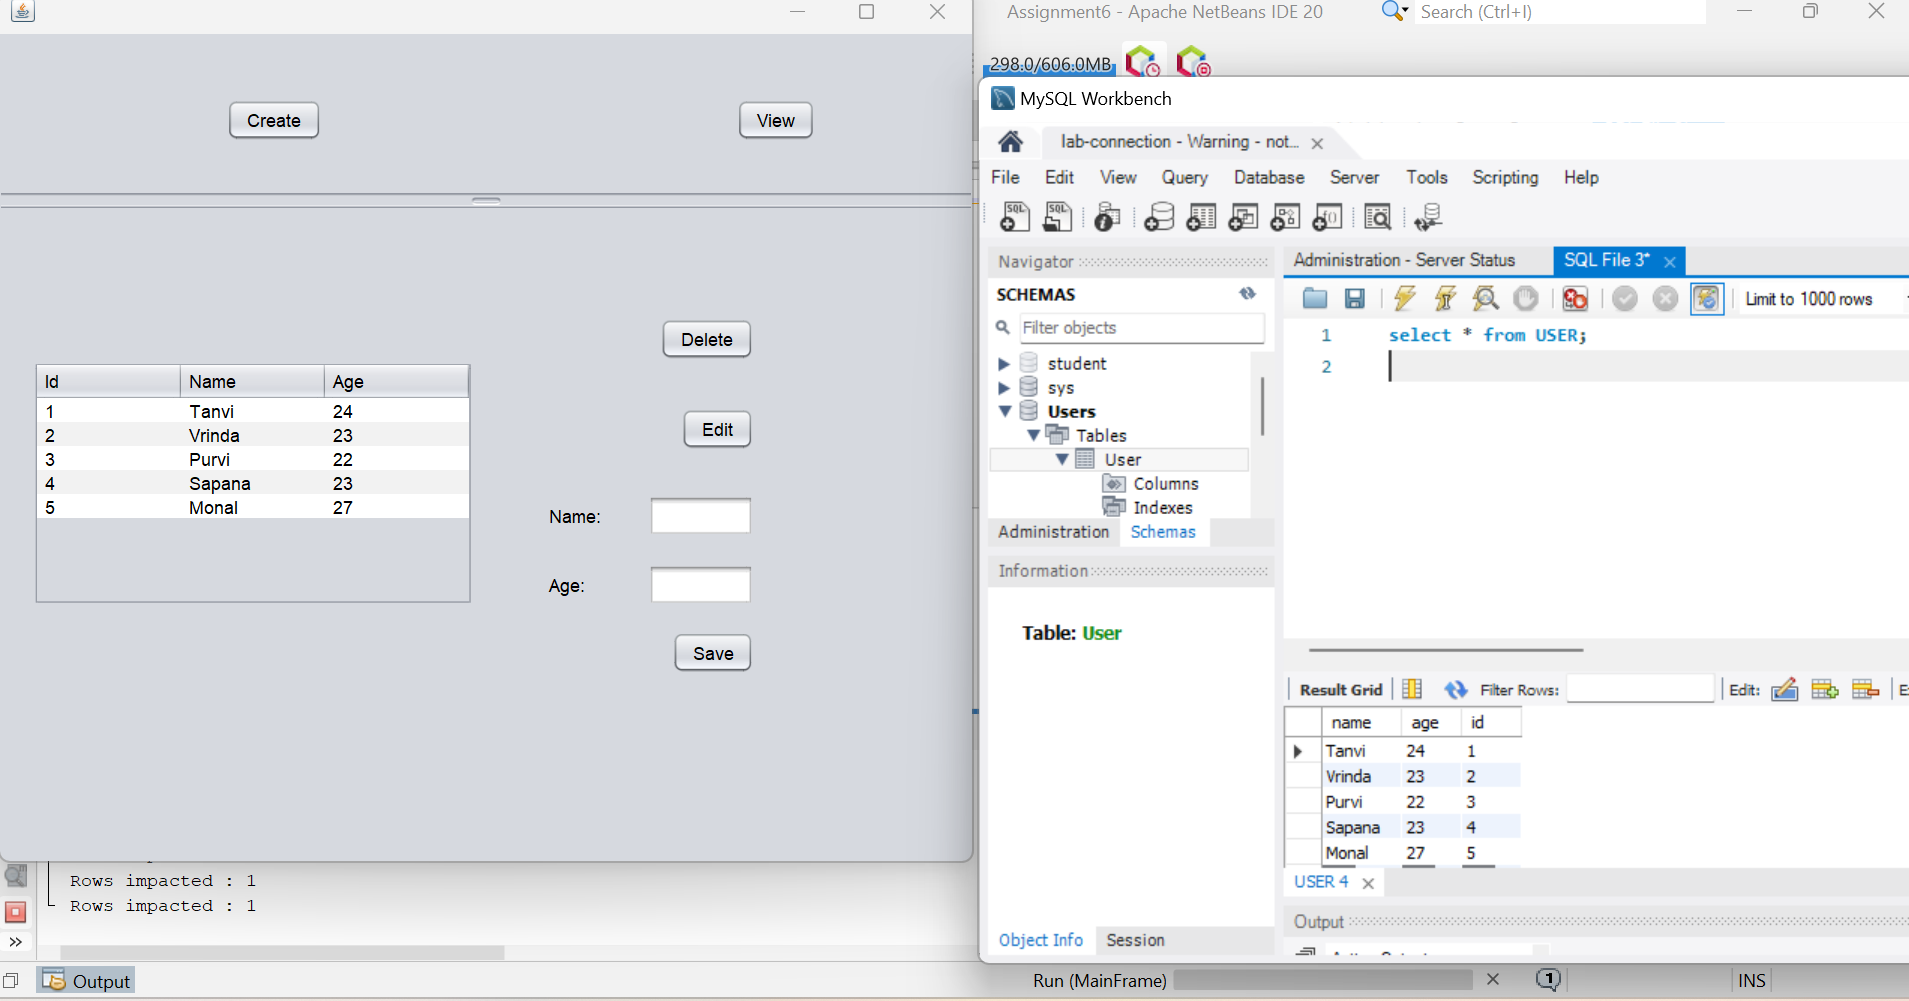 Assignment6 - Apache NetBeans IDE 20
Search (Ctrl+I)
298.0/606.0MB
Create
View
Id Name Age
1 Tanvi 24
2 Vrinda 23
3 Purvi 22
4 Sapana 23
5 Monal 27
Delete
Edit
Name:
Age:
Save
MySQL Workbench
lab-connection - Warning - not...
File Edit View Query Database Server Tools Scripting Help
Navigator
SCHEMAS
Filter objects
student
sys
Users
Tables
User
Columns
Indexes
Administration Schemas
Information
Table: User
Object Info Session
Administration - Server Status
SQL File 3*
Limit to 1000 rows
1 select * from USER;
2
Result Grid
Filter Rows:
Edit:
name age id
Tanvi 24 1
Vrinda 23 2
Purvi 22 3
Sapana 23 4
Monal 27 5
USER 4
Output
Rows impacted : 1
Rows impacted : 1
Output
Run (MainFrame)
1
INS